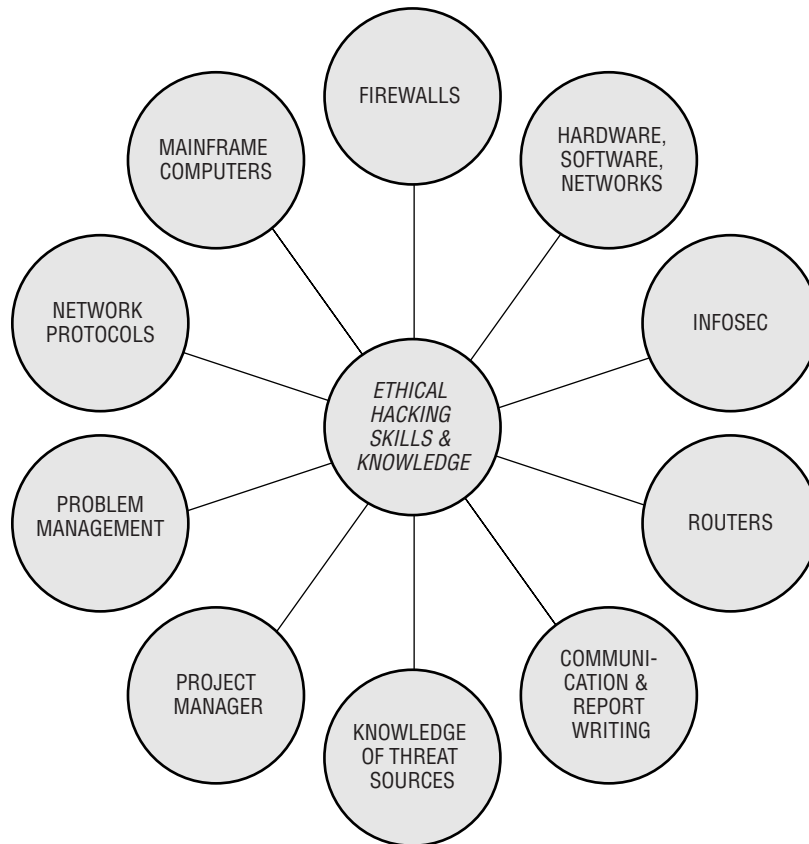 FIREWALLS
HARDWARE,
SOFTWARE,
NETWORKS
INFOSEC
ROUTERS
COMMUNI-
CATION &
REPORT
WRITING
KNOWLEDGE
OF THREAT
SOURCES
PROJECT
MANAGER
PROBLEM
MANAGEMENT
NETWORK
PROTOCOLS
MAINFRAME
COMPUTERS
ETHICAL
HACKING
SKILLS &
KNOWLEDGE